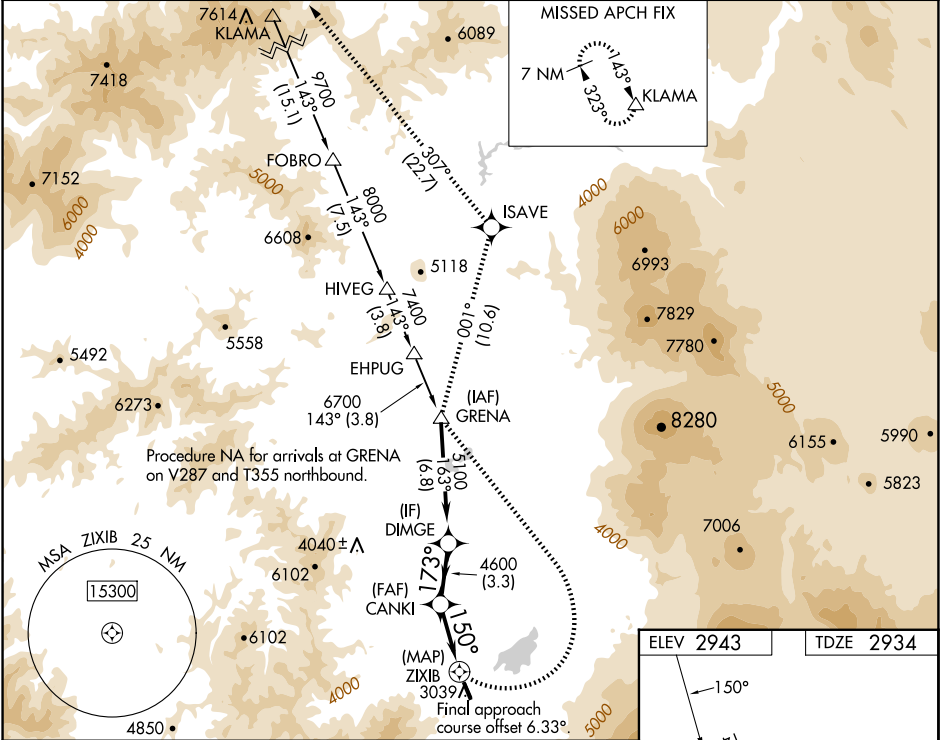 7614
KLAMA
6089
7418
9700
143°
(15.1)
MISSED APCH FIX
7 NM
143°
323°
KLAMA
307°
(22.7)
FOBRO
5000
7152
6000
4000
8000
143°
(7.5)
6608
ISAVE
4000
6000
6993
5118
HIVEG
7400
143°
(3.8)
001°
(10.6)
7829
7780
5558
5492
EHPUG
6700
143° (3.8)
(IAF)
GRENA
5000
6273
8280
6155
5990
5823
Procedure NA for arrivals at GRENA
on V287 and T355 northbound.
5100
163°
(6.8)
(IF)
DIMGE
4000
7006
MSA ZIXIB 25 NM
15300
4040±
6102
173°
4600
(3.3)
(FAF)
CANKI
150°
6102
(MAP)
ZIXIB
3039
4000
4850
Final approach
course offset 6.33°.
5000
ELEV 2943
TDZE 2934
150°